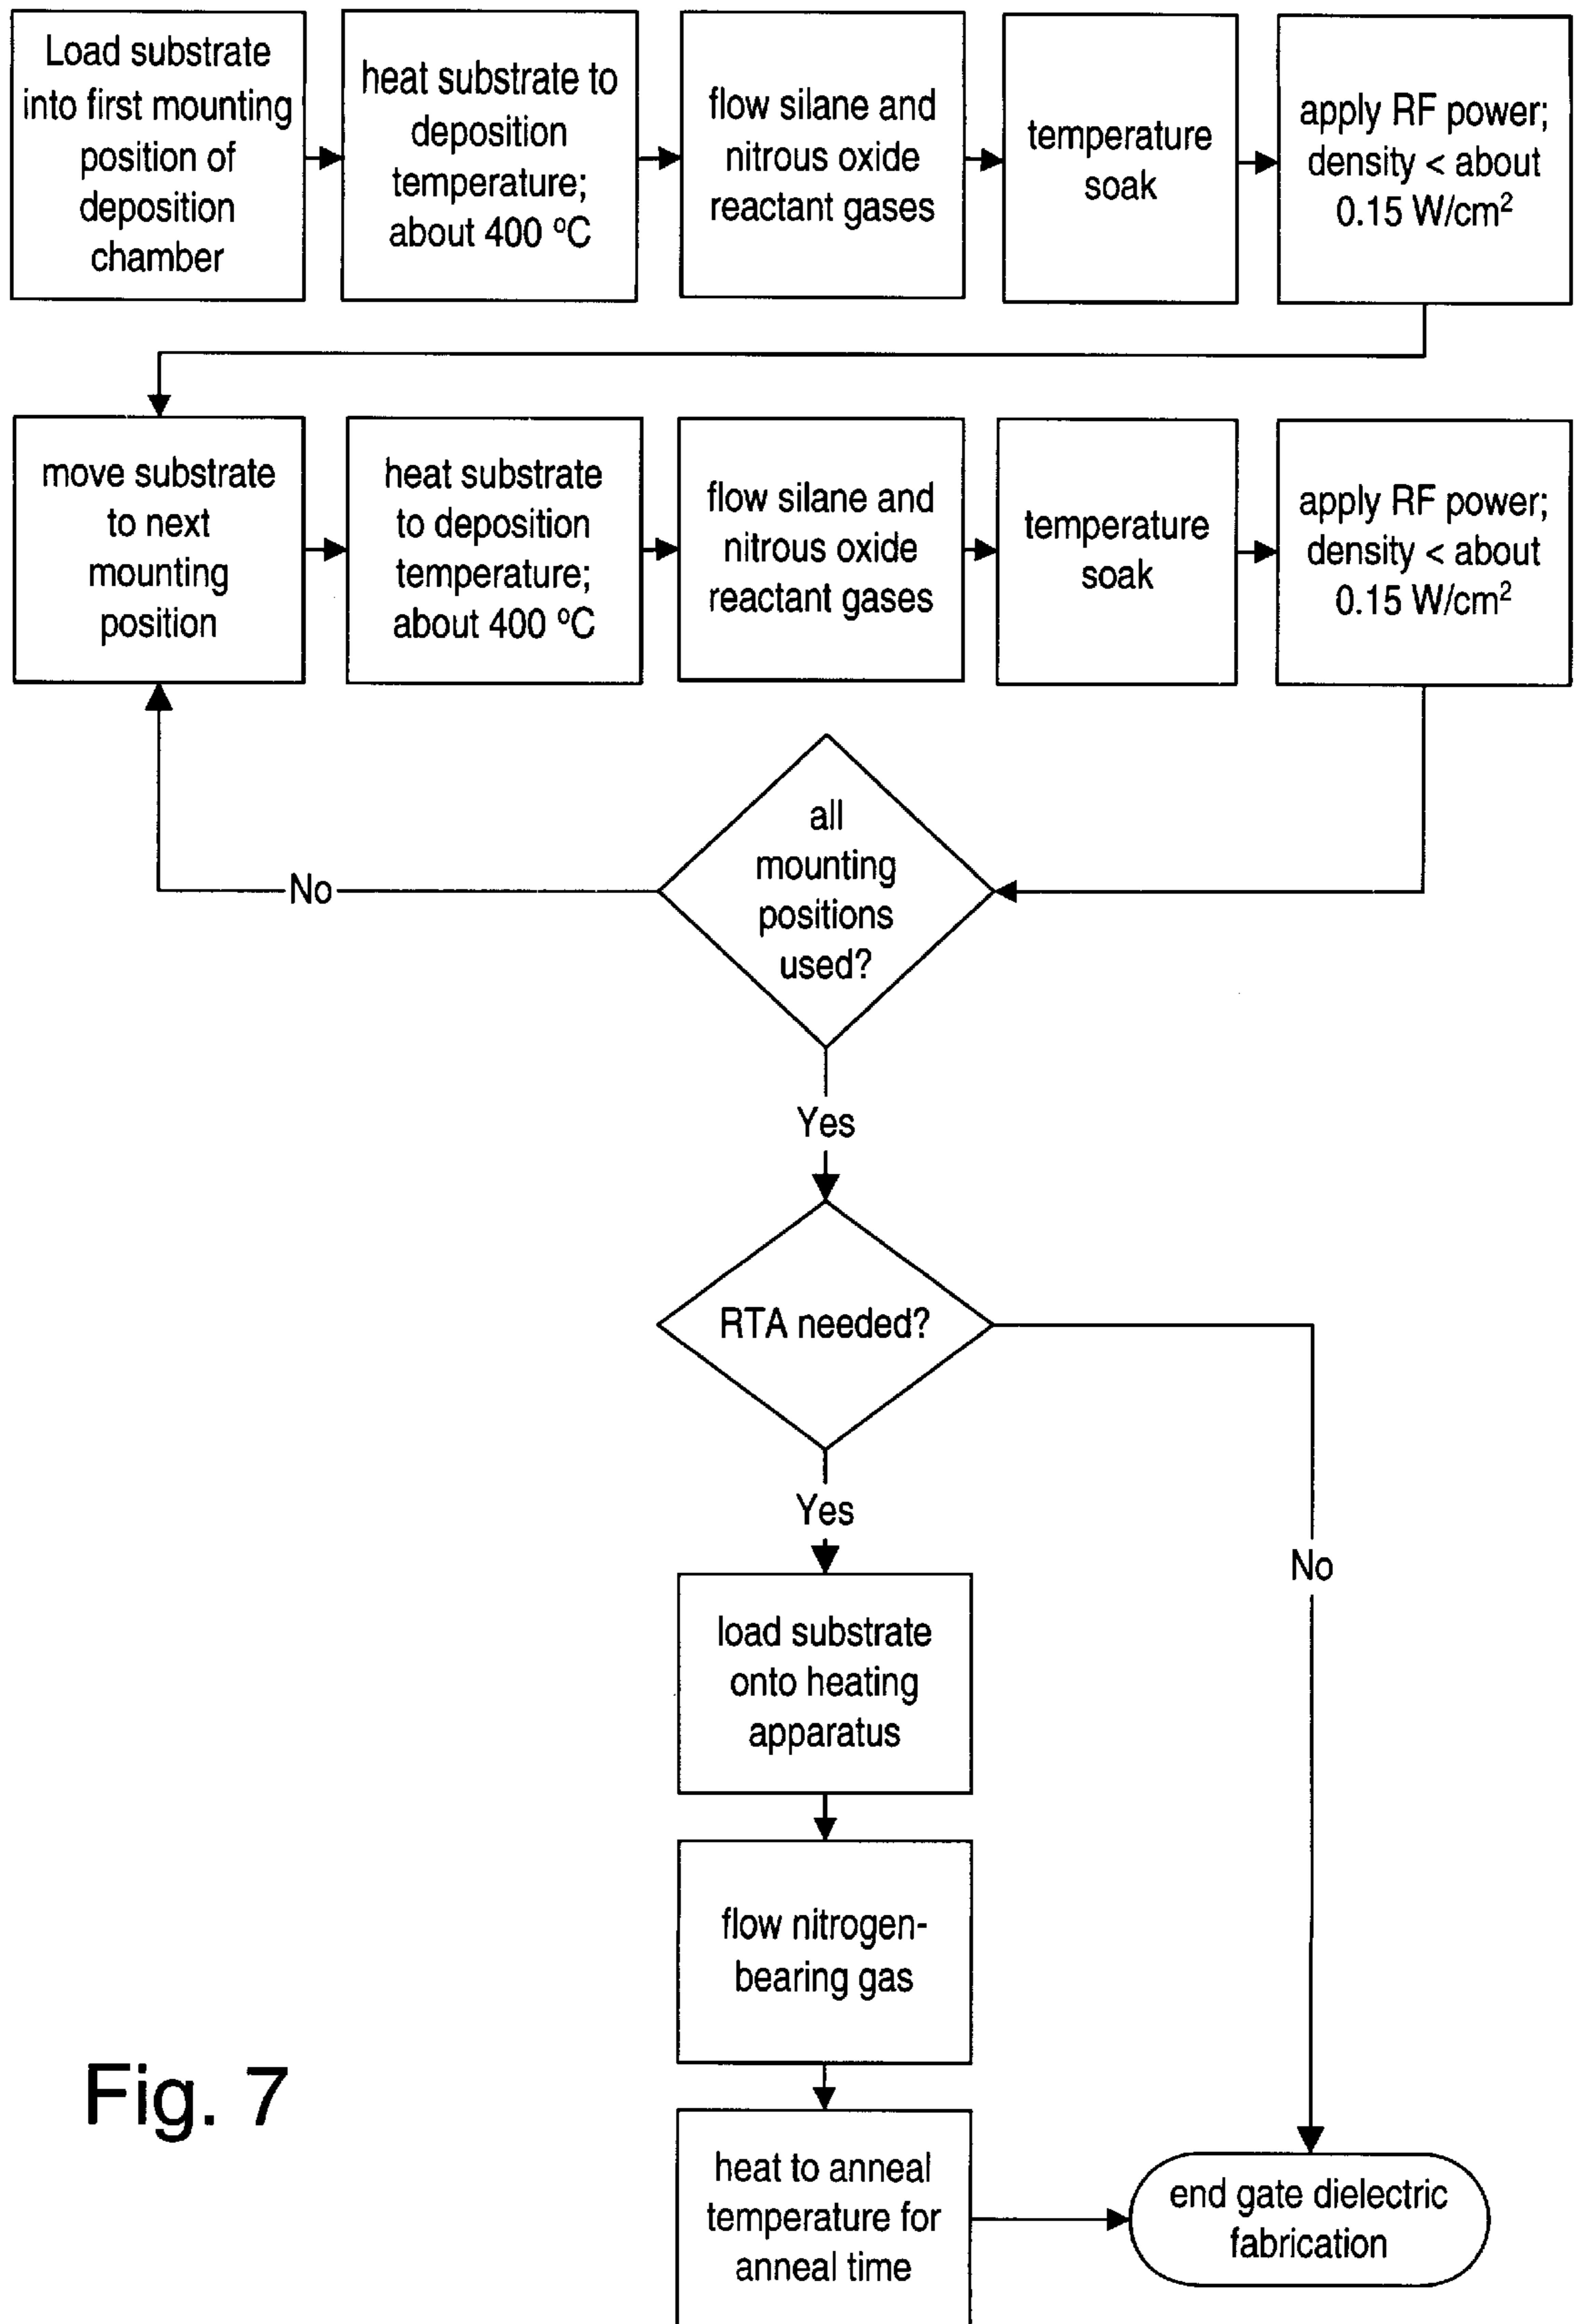 Load substrate
into first mounting
position of
deposition
chamber
heat substrate to
deposition
temperature;
about 400 ºC
flow silane and
nitrous oxide
reactant gases
temperature
soak
apply RF power;
density < about
0.15 W/cm²
move substrate
to next
mounting
position
heat substrate
to deposition
temperature;
about 400 ºC
flow silane and
nitrous oxide
reactant gases
temperature
soak
apply RF power;
density < about
0.15 W/cm²
all
mounting
positions
used?
No
Yes
RTA needed?
Yes
No
load substrate
onto heating
apparatus
flow nitrogen-
bearing gas
heat to anneal
temperature for
anneal time
end gate dielectric
fabrication
Fig. 7